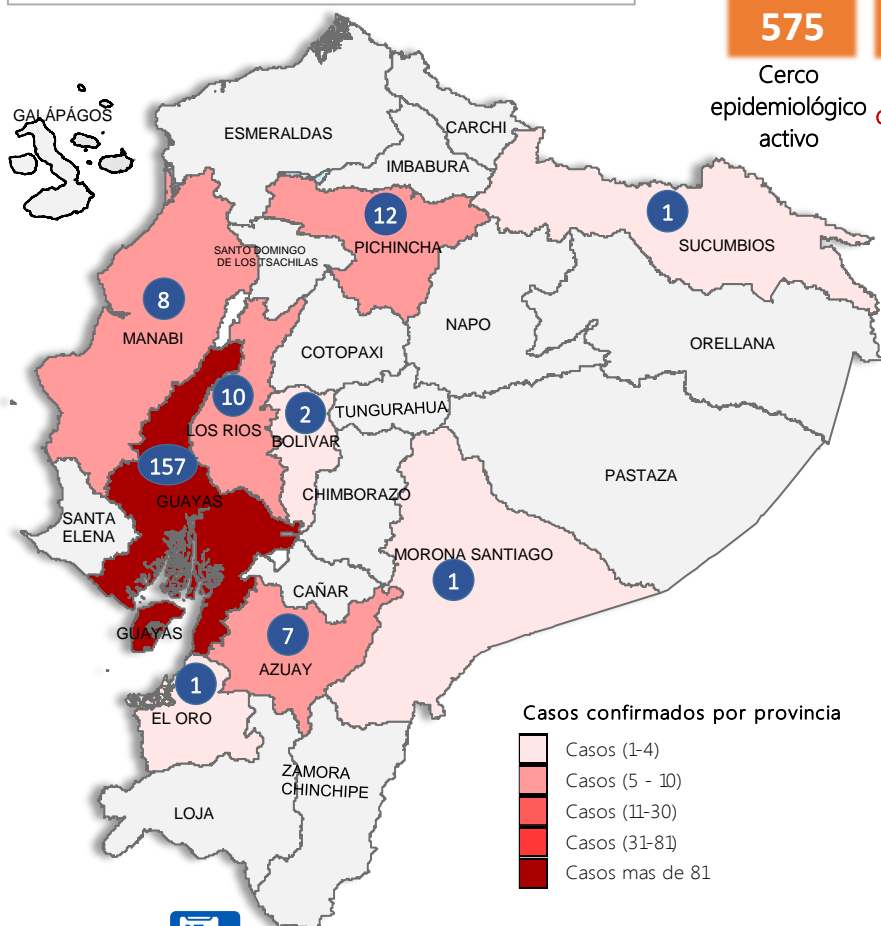 575
Cerco
epidemiológico
activo
GALÁPÁGOS
ESMERALDAS
CARCHI
IMBABURA
12
PICHINCHA
1
SUCUMBIOS
SANTO DOMINGO
DE LOS TSACHILAS
8
MANABI
NAPO
ORELLANA
COTOPAXI
10
LOS RIOS
2
BOLIVAR
TUNGURAHUA
157
GUAYAS
PASTAZA
CHIMBORAZO
SANTA
ELENA
MORONA SANTIAGO
1
CAÑAR
GUAYAS
7
AZUAY
1
EL ORO
ZAMORA
CHINCHIPE
LOJA
Casos confirmados por provincia
Casos (1-4)
Casos (5 - 10)
Casos (11-30)
Casos (31-81)
Casos mas de 81